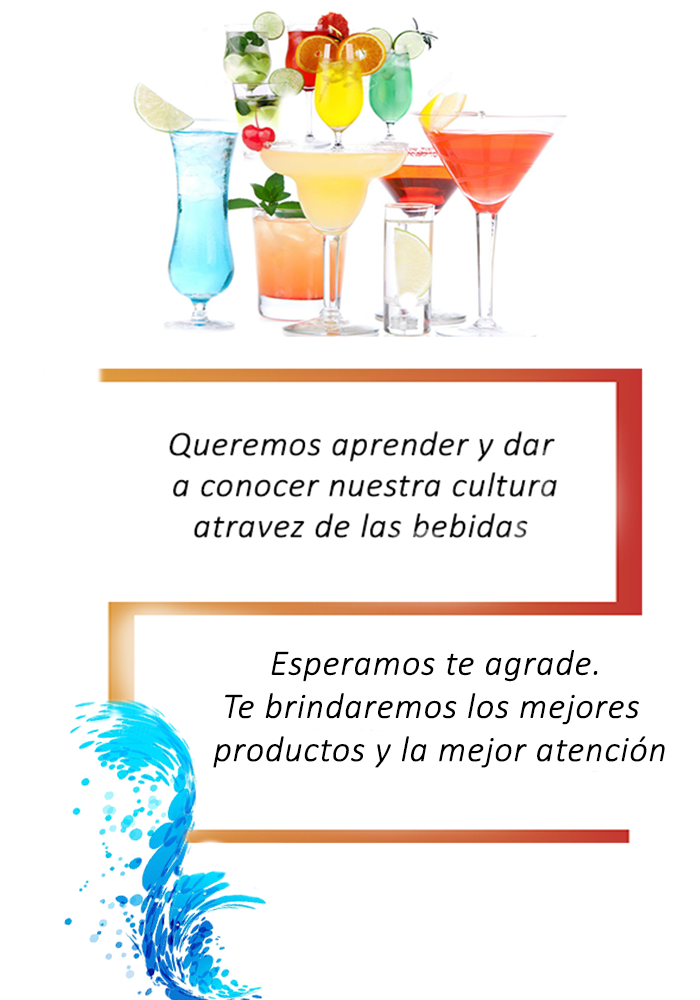 Queremos aprender y dar
a conocer nuestra cultura
atravez de las bebidas
Esperamos te agrade.
Te brindaremos los mejores
productos y la mejor atención